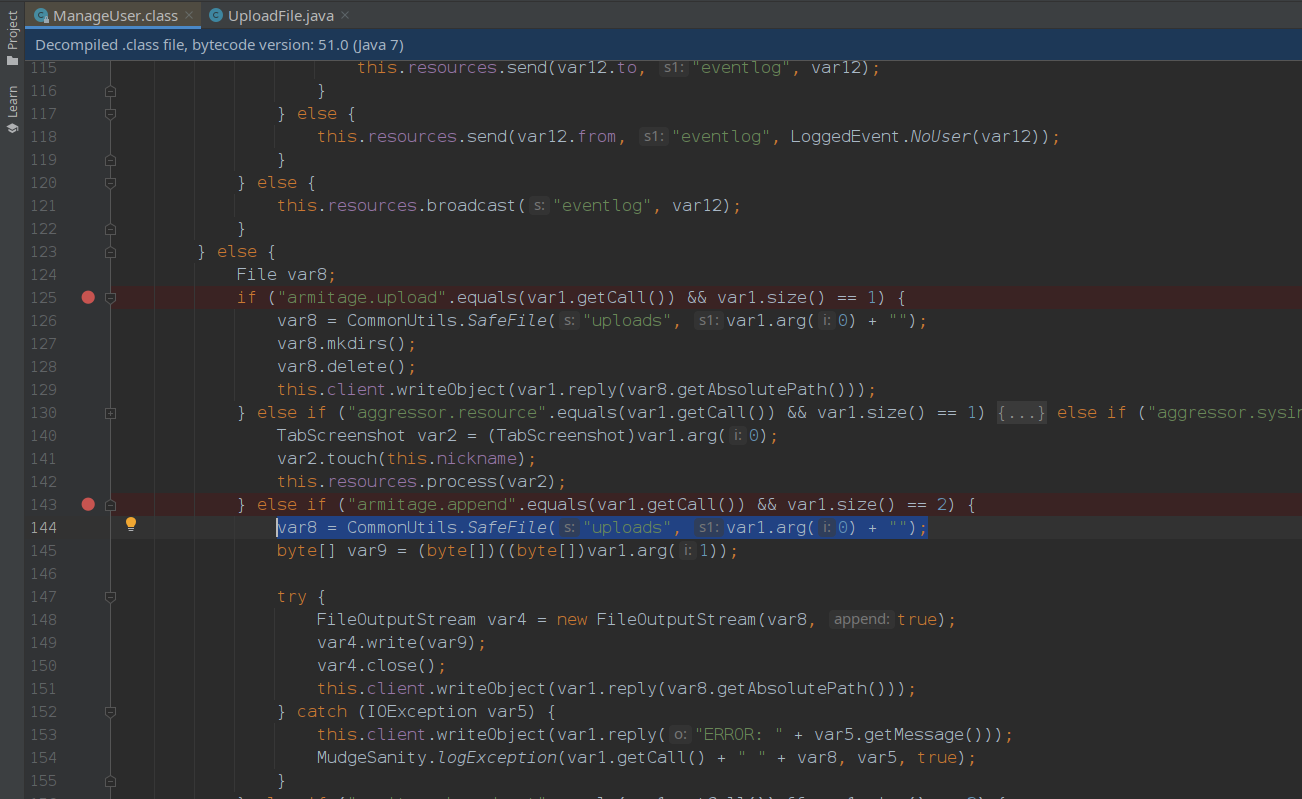 Project
Learn
ManageUser.class × UploadFile.java ×
Decompiled .class file, bytecode version: 51.0 (Java 7)
115 this.resources.send(var12.to, s1: "eventlog", var12);
116 }
117 } else {
118 this.resources.send(var12.from, s1: "eventlog", LoggedEvent.NoUser(var12));
119 }
120 } else {
121 this.resources.broadcast( s: "eventlog", var12);
122 }
123 } else {
124 File var8;
125 if ("armitage.upload".equals(var1.getCall()) && var1.size() == 1) {
126 var8 = CommonUtils.SafeFile( s: "uploads", s1: var1.arg( i: 0) + "");
127 var8.mkdirs();
128 var8.delete();
129 this.client.writeObject(var1.reply(var8.getAbsolutePath()));
130 } else if ("aggressor.resource".equals(var1.getCall()) && var1.size() == 1) {...} else if ("aggressor.sysin
140 TabScreenshot var2 = (TabScreenshot)var1.arg( i: 0);
141 var2.touch(this.nickname);
142 this.resources.process(var2);
143 } else if ("armitage.append".equals(var1.getCall()) && var1.size() == 2) {
144 var8 = CommonUtils.SafeFile( s: "uploads", s1: var1.arg( i: 0) + "");
145 byte[] var9 = (byte[])((byte[])var1.arg( i: 1));
146
147 try {
148 FileOutputStream var4 = new FileOutputStream(var8, append: true);
149 var4.write(var9);
150 var4.close();
151 this.client.writeObject(var1.reply(var8.getAbsolutePath()));
152 } catch (IOException var5) {
153 this.client.writeObject(var1.reply( o: "ERROR: " + var5.getMessage()));
154 MudgeSanity.logException(var1.getCall() + " " + var8, var5, true);
155 }